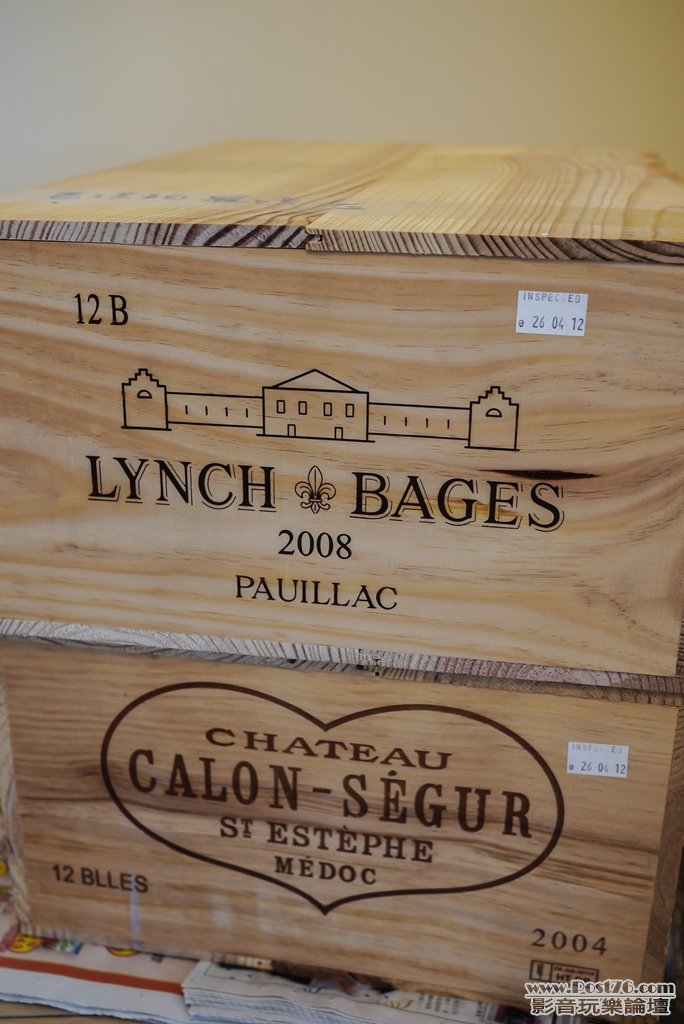 12 B
INSPECTED
e 26 04 12
LYNCH BAGES
2008
PAUILLAC
CHATEAU
CALON-SÉGUR
ST ESTÈPHE
MÉDOC
INSPECTED
e 26 04 12
12 BLLES
2004
www.Post76.com
影音玩樂論壇